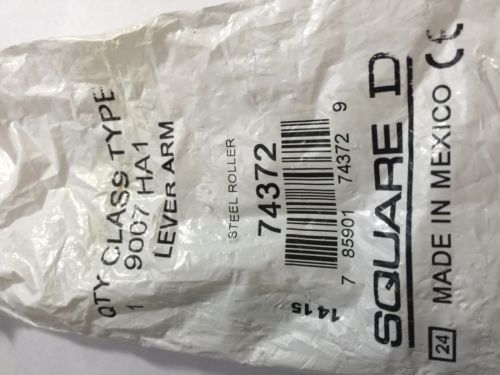 QTY CLASS TYPE
1 9007 HA1
LEVER ARM
STEEL ROLLER
74372
7 85901 74372 9
1415
SQUARE D
24 MADE IN MEXICO CE